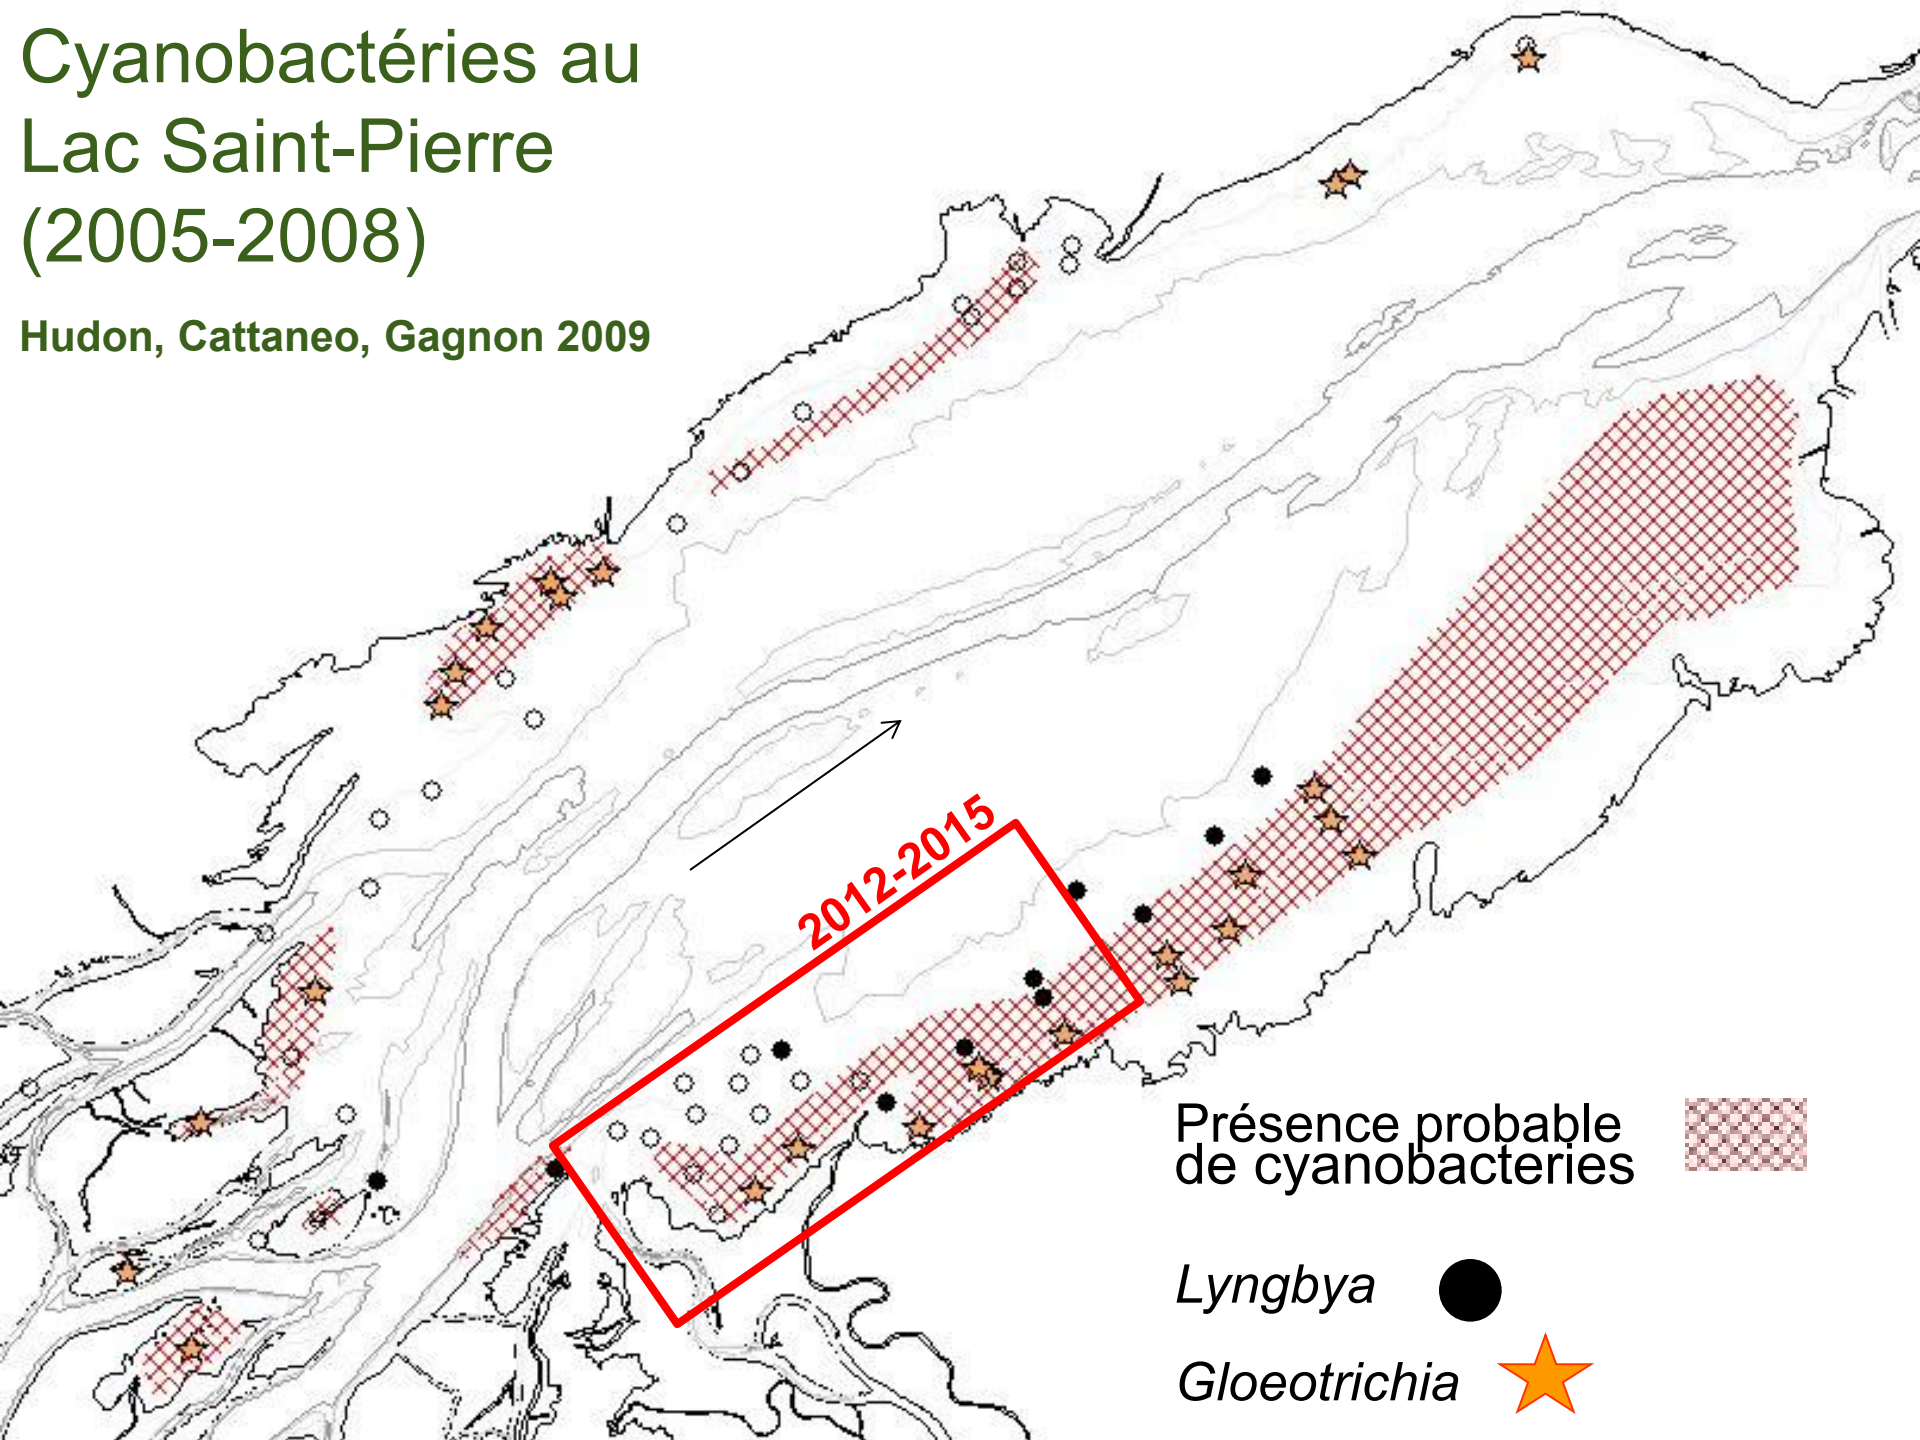 Cyanobactéries au
Lac Saint-Pierre
(2005-2008)
Hudon, Cattaneo, Gagnon 2009
2012-2015
Présence probable
de cyanobacteries
Lyngbya
Gloeotrichia